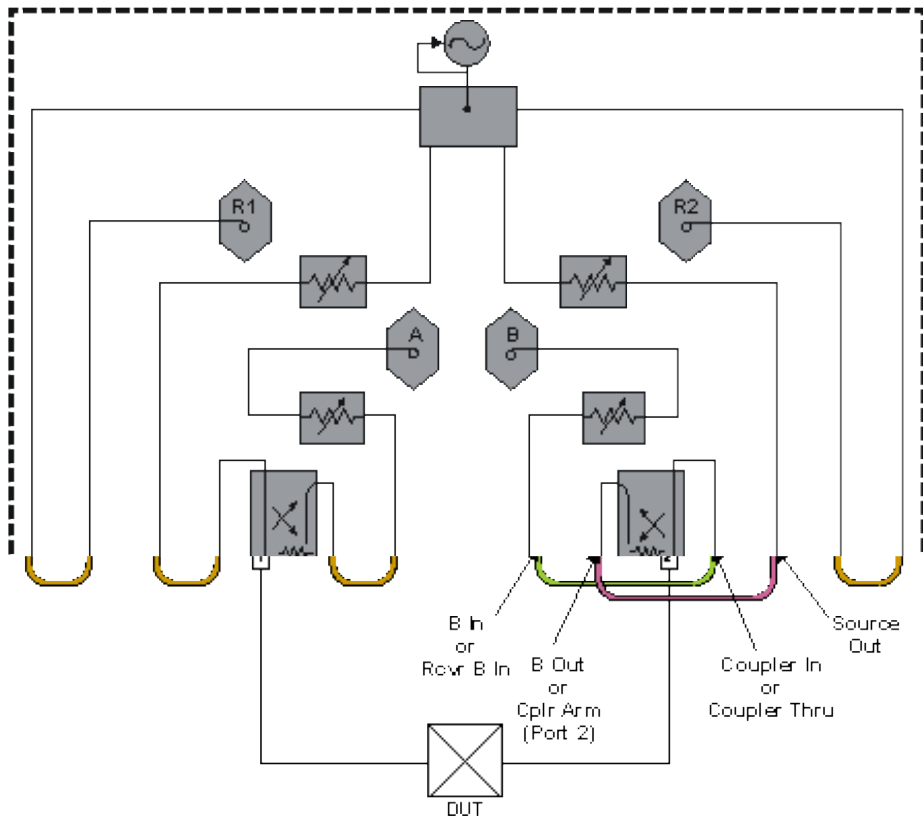 R1
R2
A
B
B In
or
Rcvr B In
B Out
or
Cplr Arm
(Port 2)
Coupler In
or
Coupler Thru
Source
Out
DUT